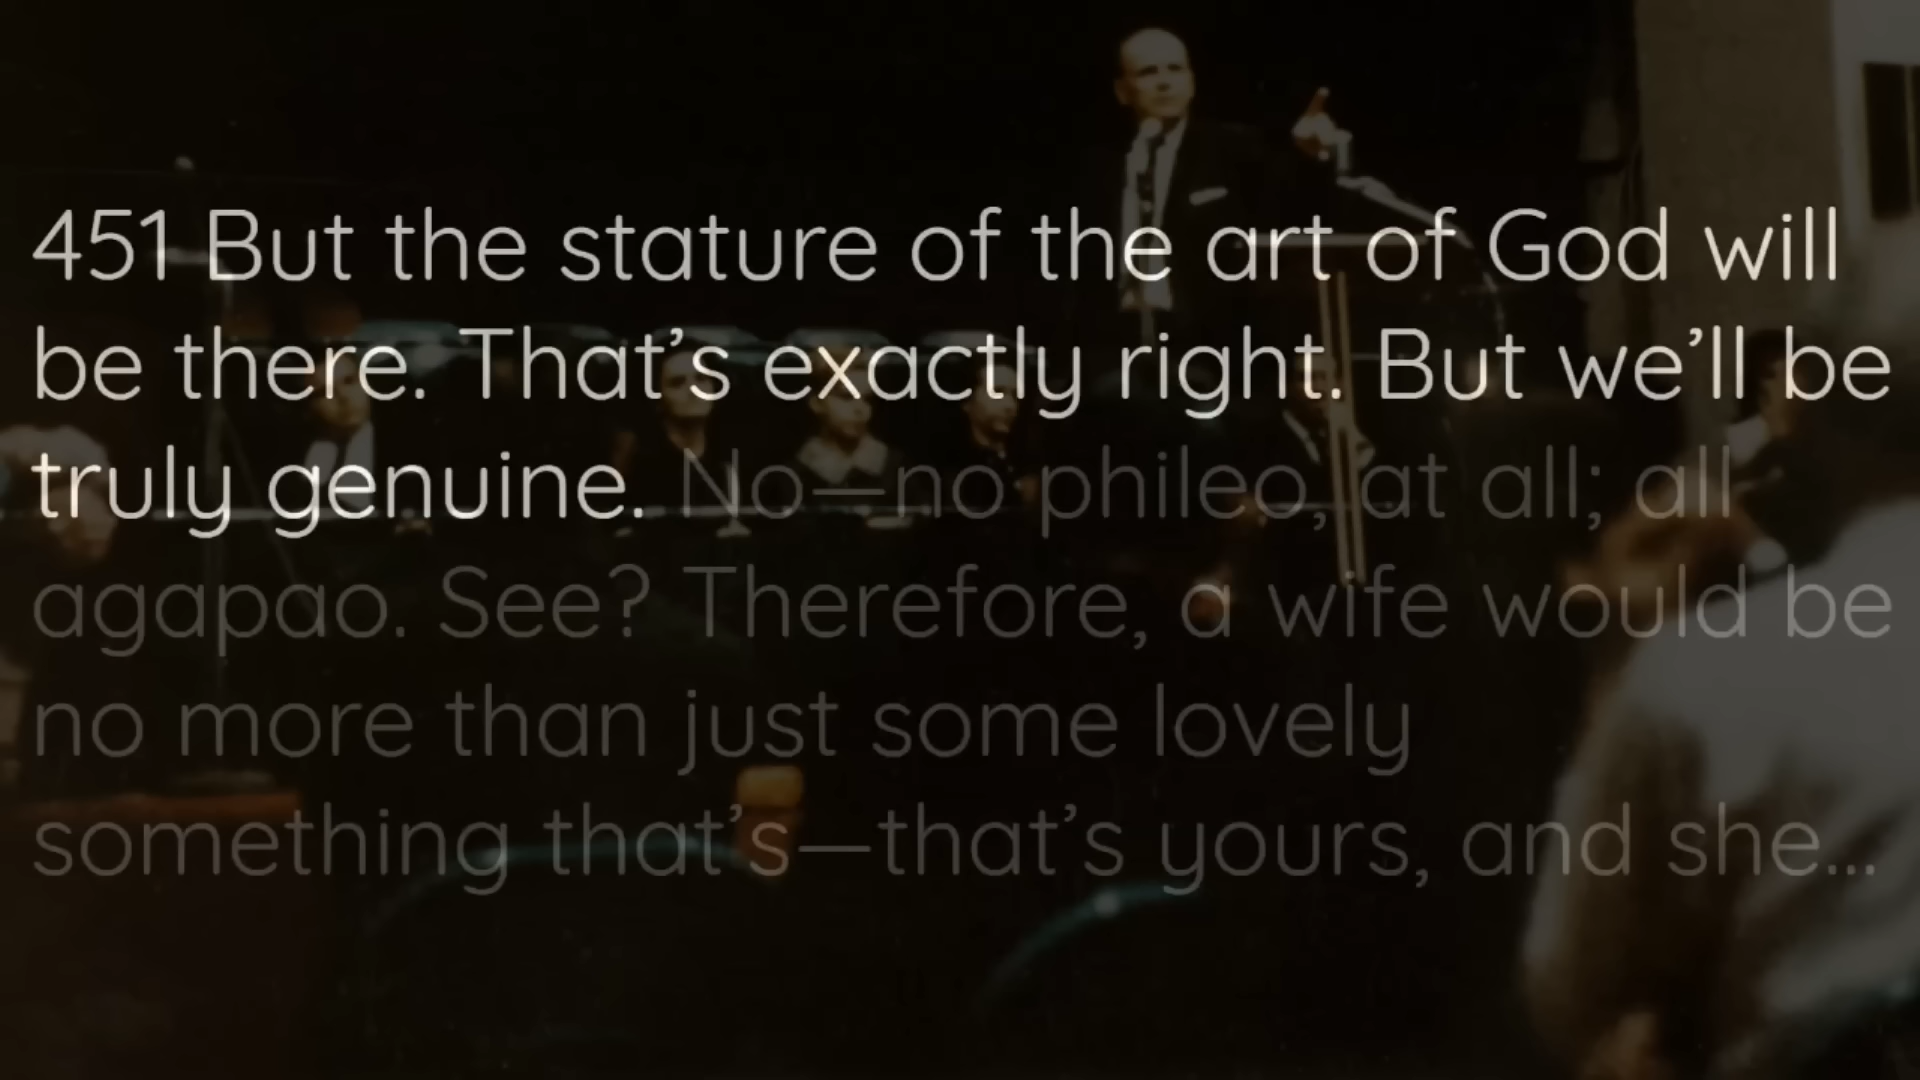 451 But the stature of the art of God will
be there. That’s exactly right. But we’ll be
truly genuine. No—no phileo, at all; all
agapao. See? Therefore, a wife would be
no more than just some lovely
something that’s—that’s yours, and she...